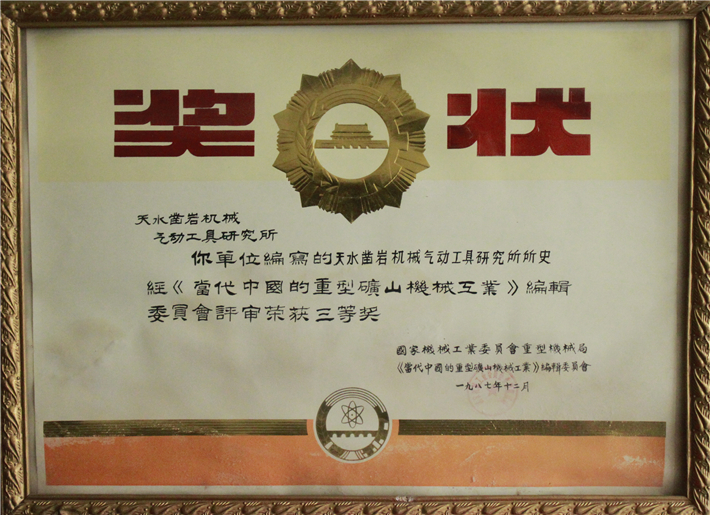 奖状
天水凿岩机械
气动工具研究所
你单位编寫的天水凿岩机械气动工具研究所所史
經《當代中國的重型礦山機械工業》编輯
委員會評审荣获三等奖
國家機械工業委員會重型機械局
《當代中國的重型礦山機械工業》编輯委員會
一九八七年十二月